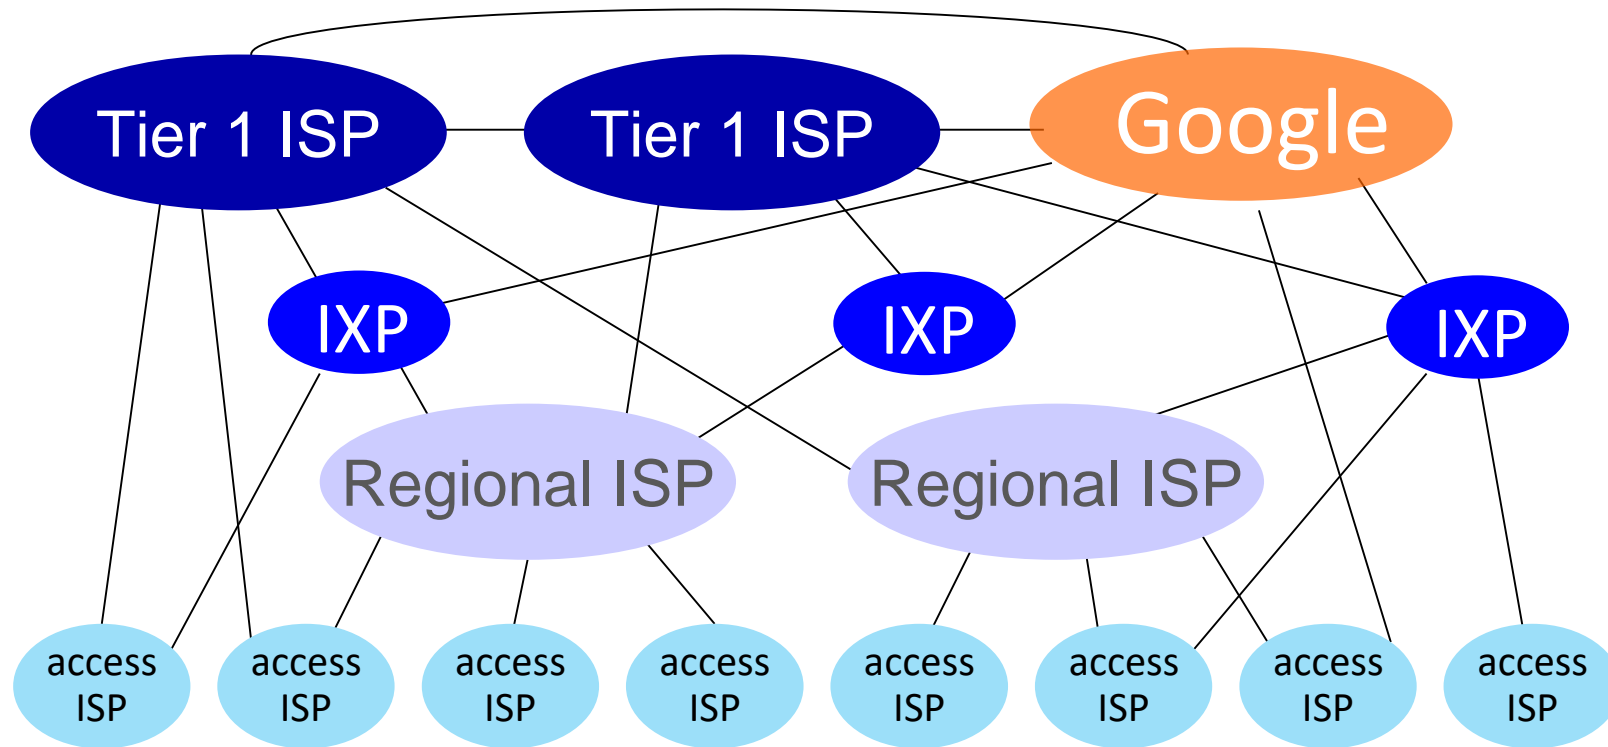 Tier 1 ISP
Tier 1 ISP
Google
IXP
IXP
IXP
Regional ISP
Regional ISP
access
ISP
access
ISP
access
ISP
access
ISP
access
ISP
access
ISP
access
ISP
access
ISP